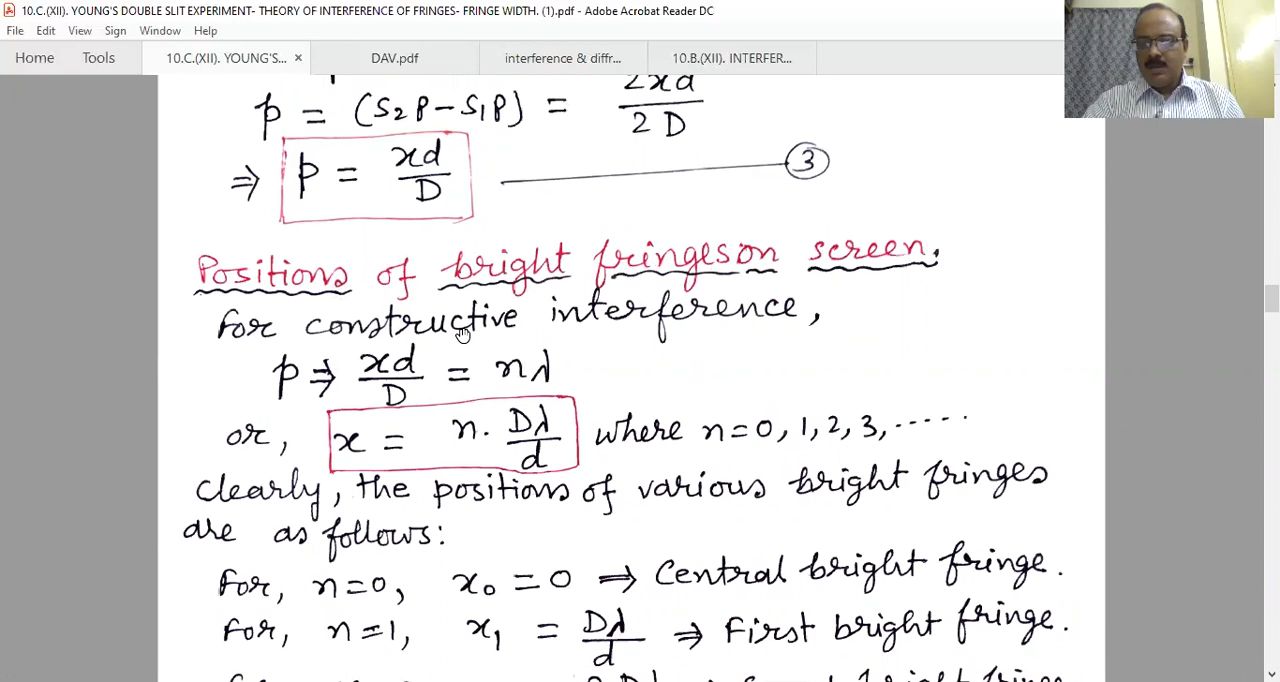 10.C.(XII). YOUNG'S DOUBLE SLIT EXPERIMENT- THEORY OF INTERFERENCE OF FRINGES- FRINGE WIDTH. (1).pdf - Adobe Acrobat Reader DC
File Edit View Sign Window Help
Home Tools 10.C.(XII). YOUNG'S... × DAV.pdf interference & diffr... 10.B.(XII). INTERFER...
p = (S₂P-S₁P) = 2xd/2D
⇒ p = xd/D ③
Positions of bright fringes on screen.
For constructive interference,
p ⇒ xd/D = nλ
or, x = n. Dλ/d where n=0, 1, 2, 3, .....
clearly, the positions of various bright fringes
are as follows:
For, n=0, x₀ = 0 ⇒ Central bright fringe.
For, n=1, x₁ = Dλ/d ⇒ First bright fringe.